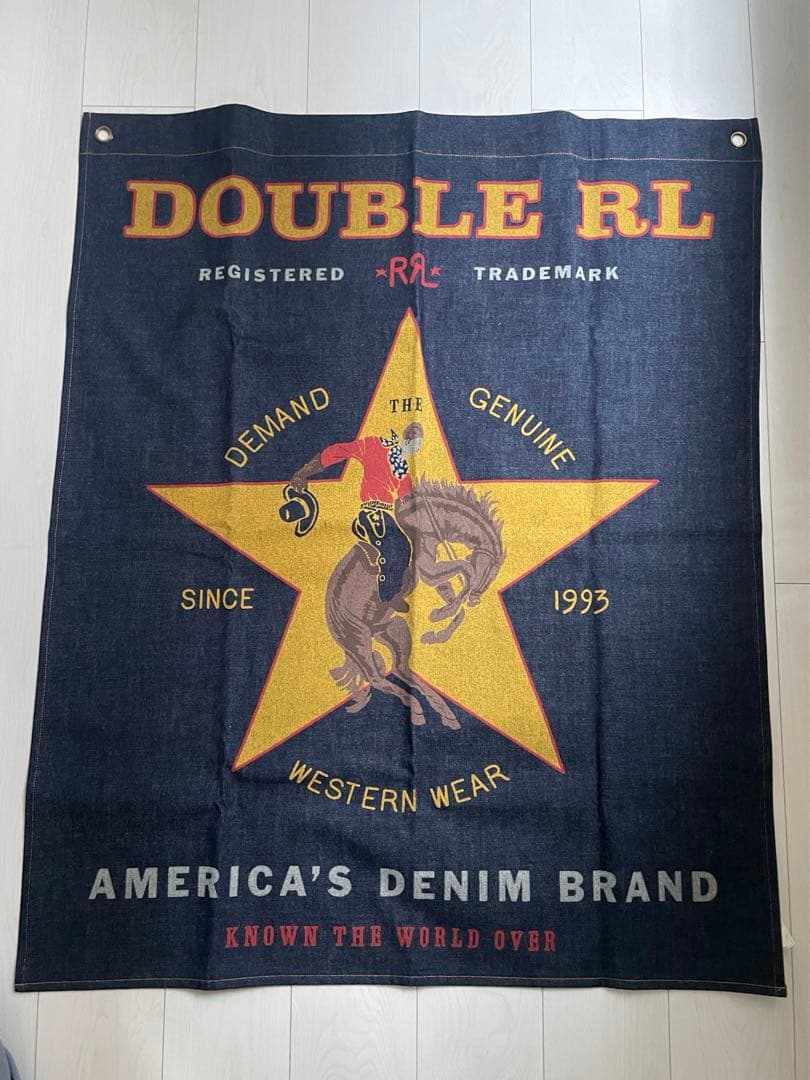 DOUBLE RL
REGISTERED ★RRL★ TRADEMARK
DEMAND THE GENUINE
SINCE 1993
WESTERN WEAR
AMERICA'S DENIM BRAND
KNOWN THE WORLD OVER